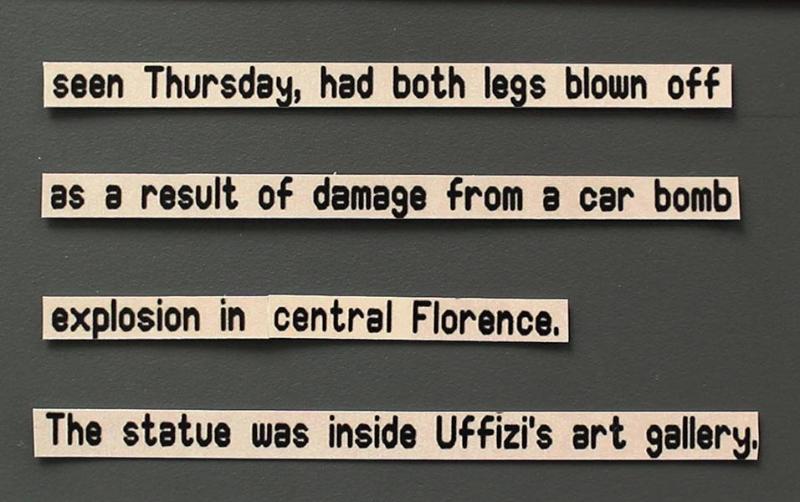 seen Thursday, had both legs blown off
as a result of damage from a car bomb
explosion in central Florence.
The statue was inside Uffizi's art gallery.